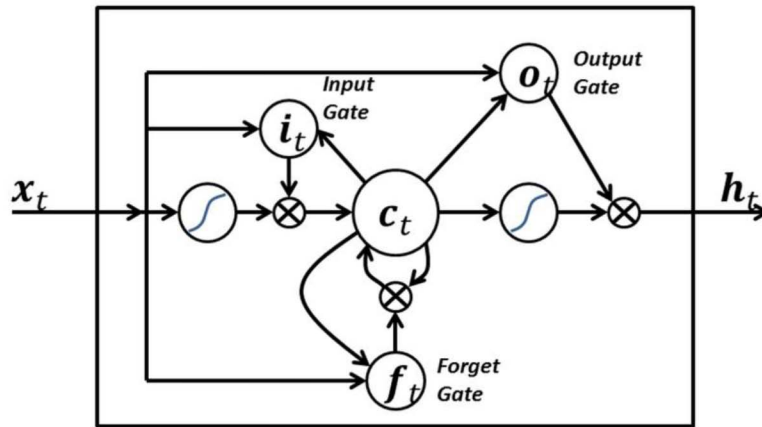 Input
Gate
i_t
o_t
Output
Gate
x_t
c_t
h_t
f_t
Forget
Gate